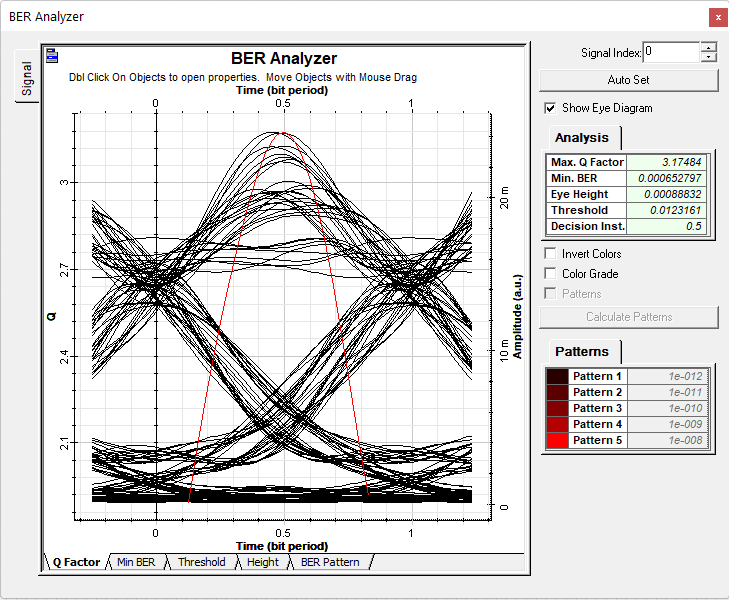 BER Analyzer
x
Signal
BER Analyzer
Dbl Click On Objects to open properties. Move Objects with Mouse Drag
Time (bit period)
0 0.5 1
Q
3
2.7
2.4
2.1
Amplitude (a.u.)
20 m
10 m
0
0 0.5 1
Time (bit period)
Q Factor Min BER Threshold Height BER Pattern
Signal Index: 0
Auto Set
Show Eye Diagram
Analysis
Max. Q Factor 3.17484
Min. BER 0.000652797
Eye Height 0.00088832
Threshold 0.0123161
Decision Inst. 0.5
Invert Colors
Color Grade
Patterns
Calculate Patterns
Patterns
Pattern 1 1e-012
Pattern 2 1e-011
Pattern 3 1e-010
Pattern 4 1e-009
Pattern 5 1e-008